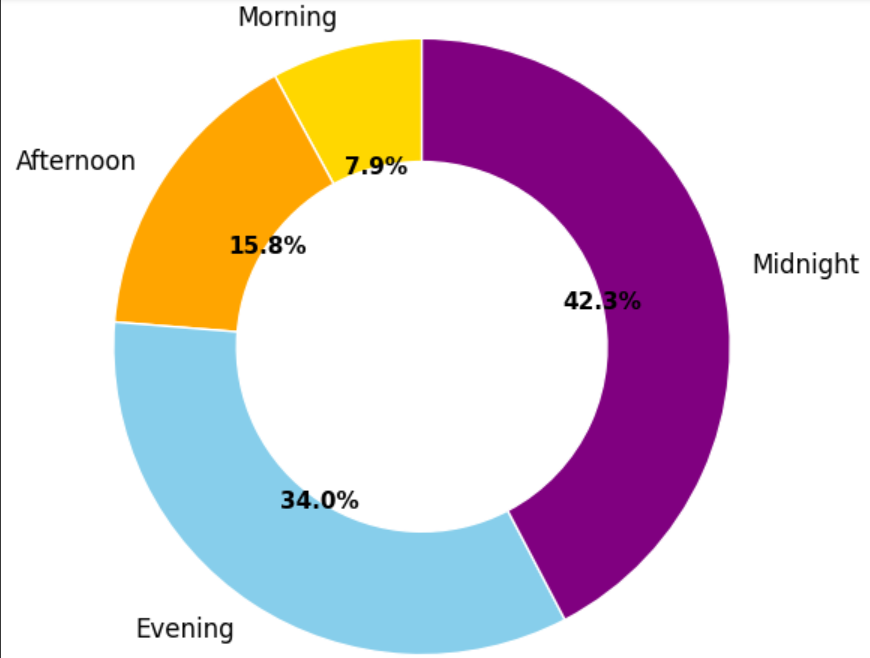 Morning
7.9%
Afternoon
15.8%
Midnight
42.3%
34.0%
Evening